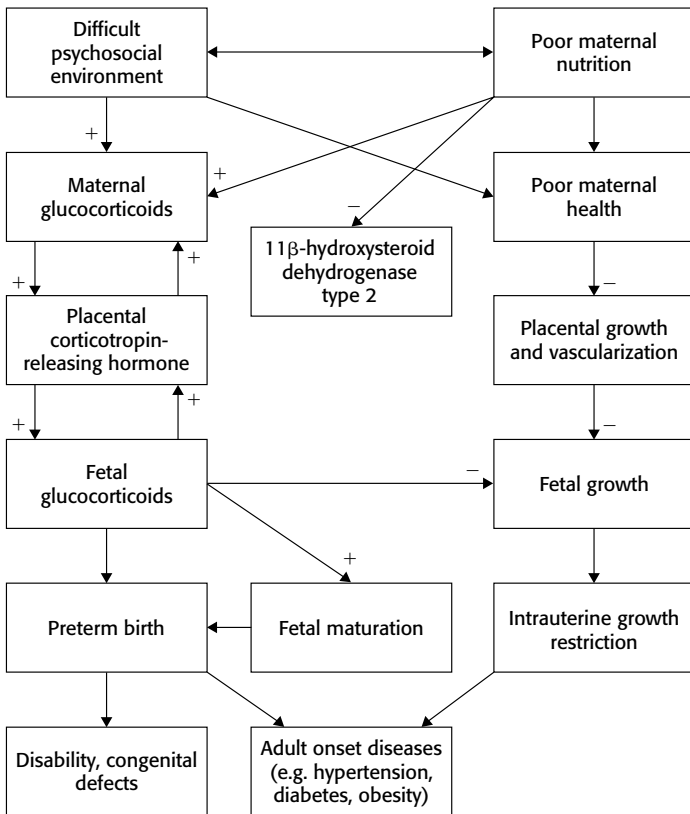 Difficult
psychosocial
environment
Poor maternal
nutrition
+
+
Maternal
glucocorticoids
−
Poor maternal
health
11β-hydroxysteroid
dehydrogenase
type 2
+
+
−
Placental
corticotropin-
releasing hormone
Placental growth
and vascularization
+
+
−
Fetal
glucocorticoids
−
Fetal growth
+
Preterm birth
Fetal maturation
Intrauterine growth
restriction
Disability, congenital
defects
Adult onset diseases
(e.g. hypertension,
diabetes, obesity)